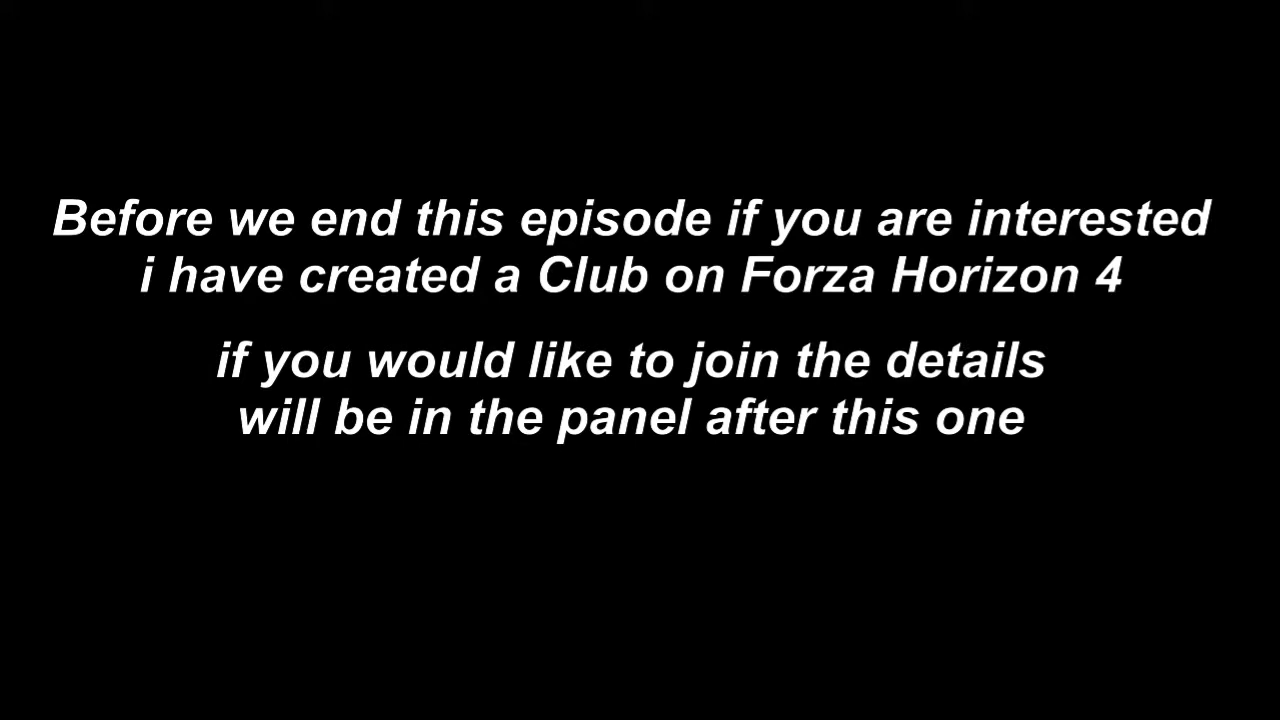 Before we end this episode if you are interested
i have created a Club on Forza Horizon 4
if you would like to join the details
will be in the panel after this one